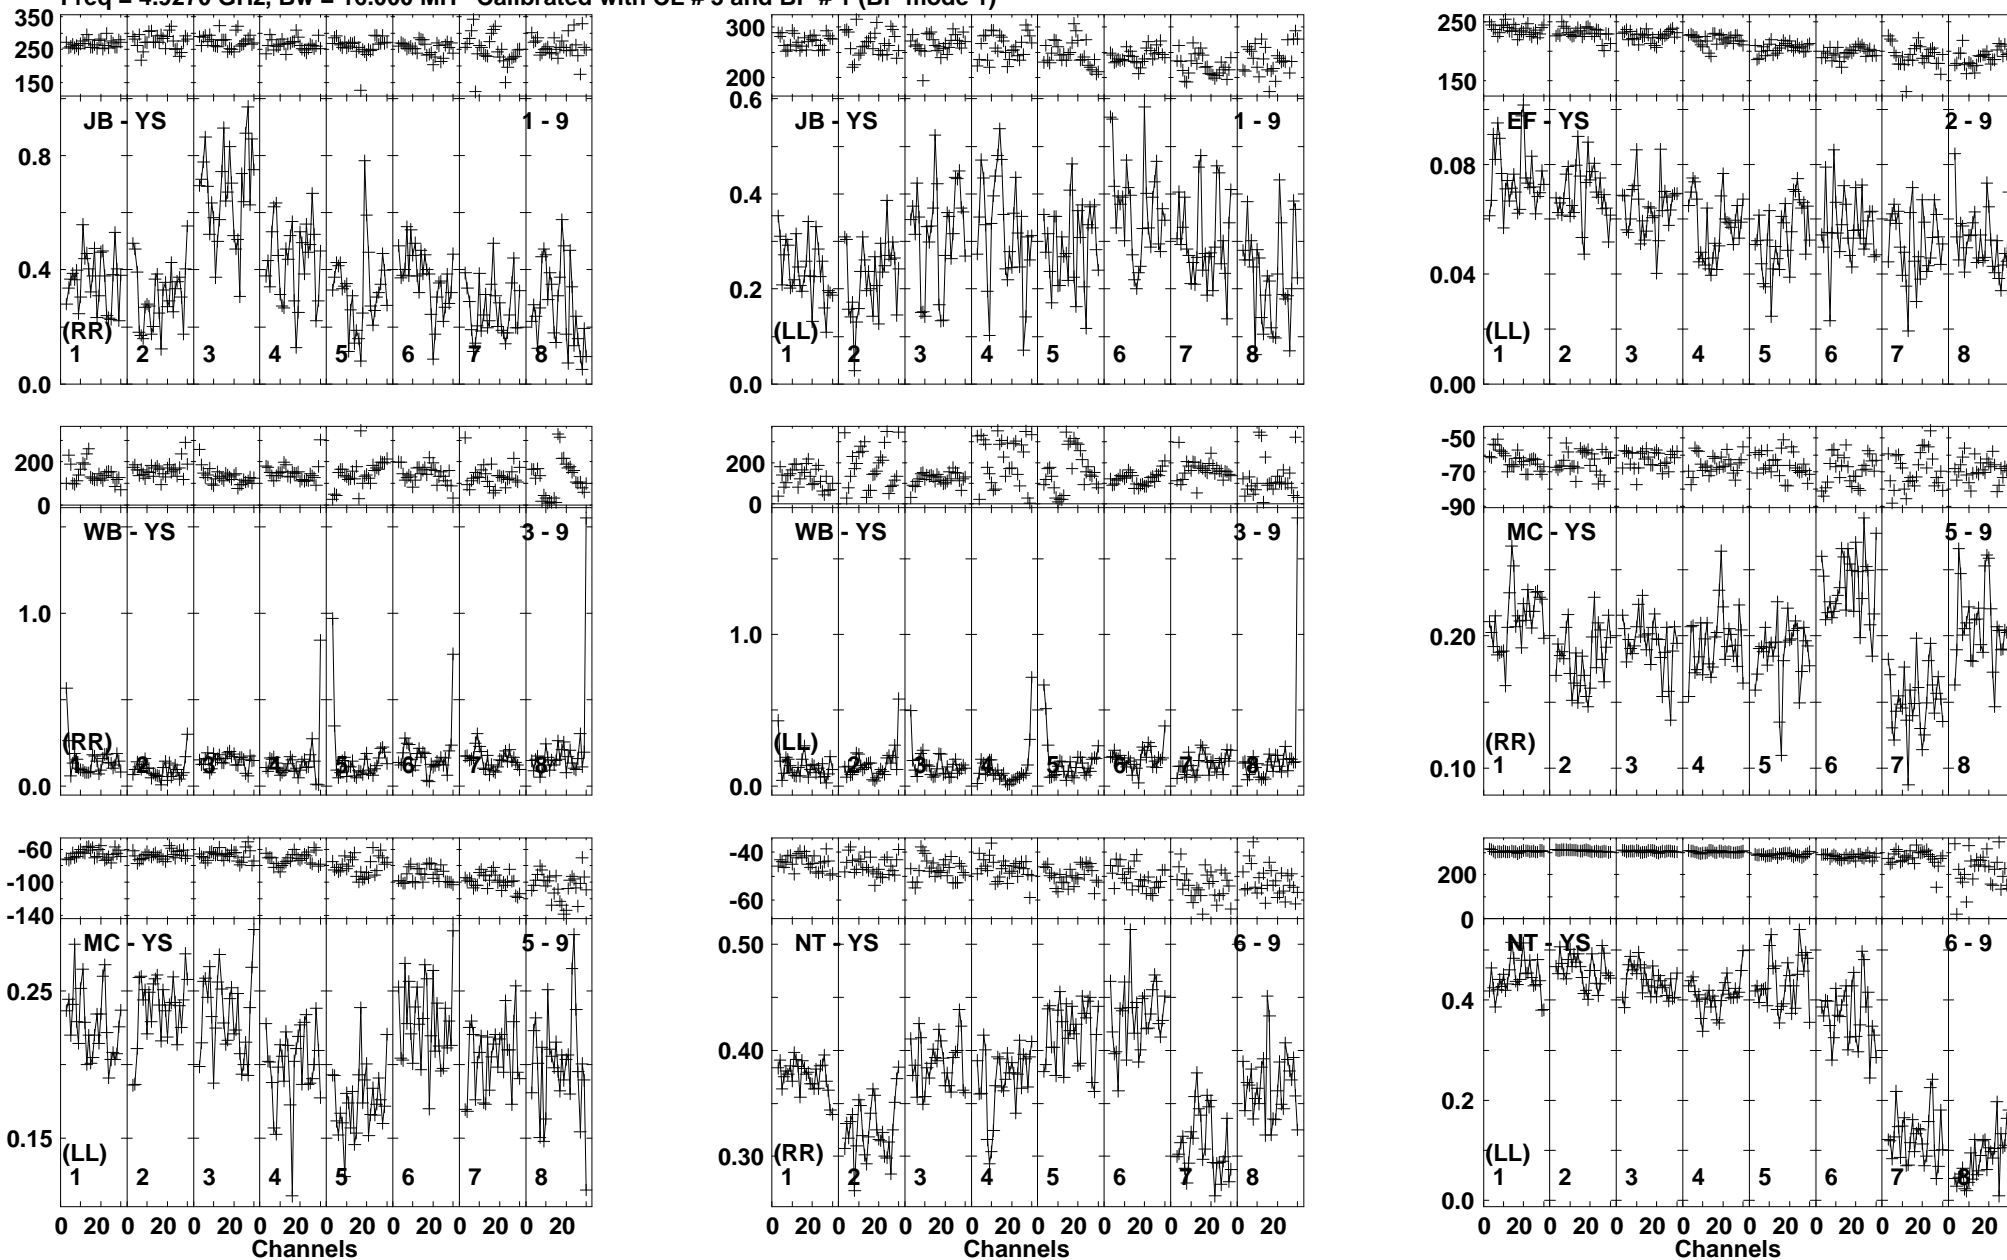 Freq = 4.9270 GHz, Bw = 16.000 MH Calibrated with CL # 3 and BP # 1 (BP mode 1)
350 250 150
JB - YS 1 - 9
0.8 0.4 0.0
(RR)
1 2 3 4 5 6 7 8
300 200
JB - YS 1 - 9
0.6 0.4 0.2 0.0
(LL)
1 2 3 4 5 6 7 8
250 150
EF - YS 2 - 9
0.08 0.04 0.00
(LL)
1 2 3 4 5 6 7 8
200 0
WB - YS 3 - 9
1.0 0.0
(RR)
1 2 3 4 5 6 7 8
200 0
WB - YS 3 - 9
1.0 0.0
(LL)
1 2 3 4 5 6 7 8
-50 -70 -90
MC - YS 5 - 9
0.20 0.10
(RR)
1 2 3 4 5 6 7 8
-60 -100 -140
MC - YS 5 - 9
0.25 0.15
(LL)
1 2 3 4 5 6 7 8
0 20 0 20 0 20 0 20 0 20 0 20 0 20 0 20
Channels
-40 -60
NT - YS 6 - 9
0.50 0.40 0.30
(RR)
1 2 3 4 5 6 7 8
0 20 0 20 0 20 0 20 0 20 0 20 0 20 0 20
Channels
200 0
NT - YS 6 - 9
0.4 0.2 0.0
(LL)
1 2 3 4 5 6 7 8
0 20 0 20 0 20 0 20 0 20 0 20 0 20 0 20
Channels